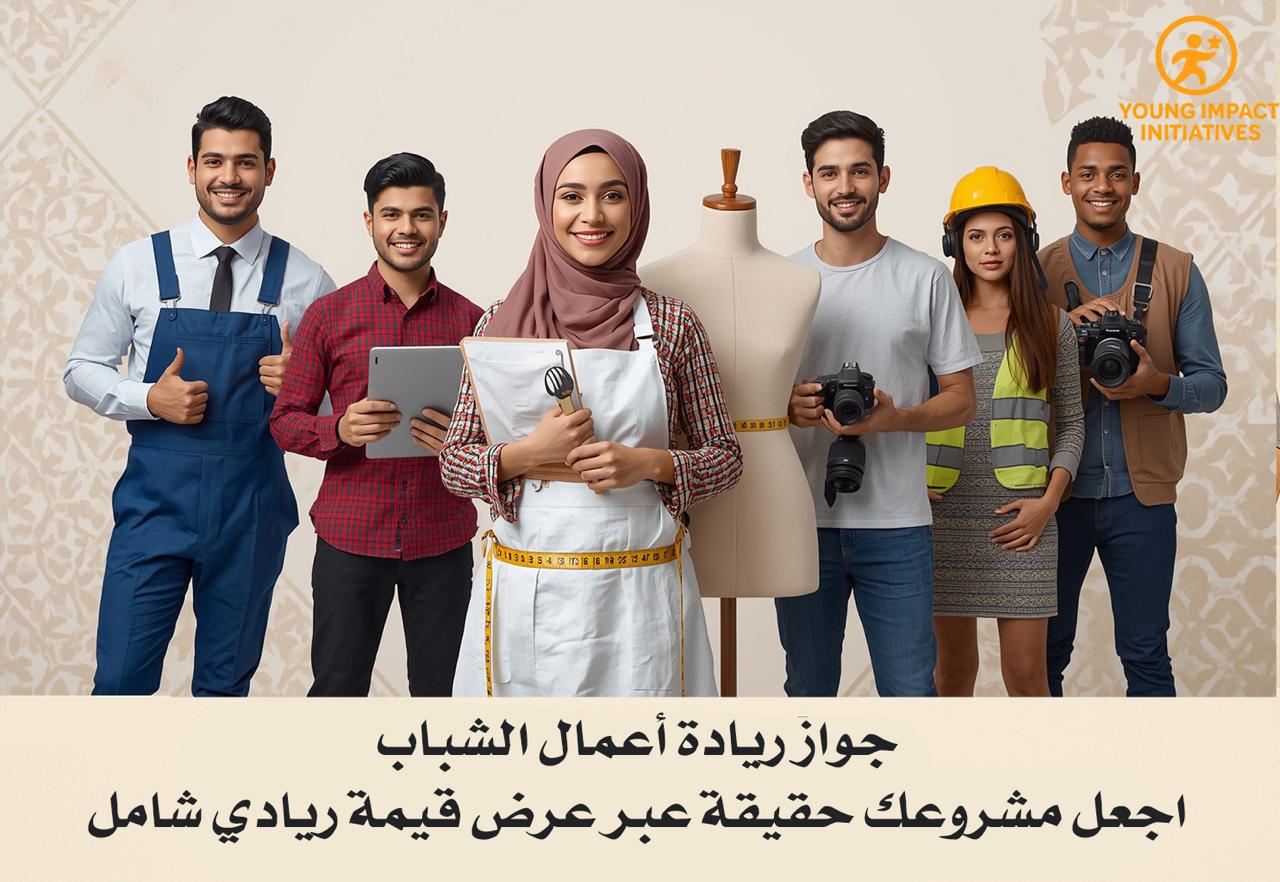 YOUNG IMPACT
INITIATIVES
جواز ريادة أعمال الشباب
اجعل مشروعك حقيقة عبر عرض قيمة ريادي شامل